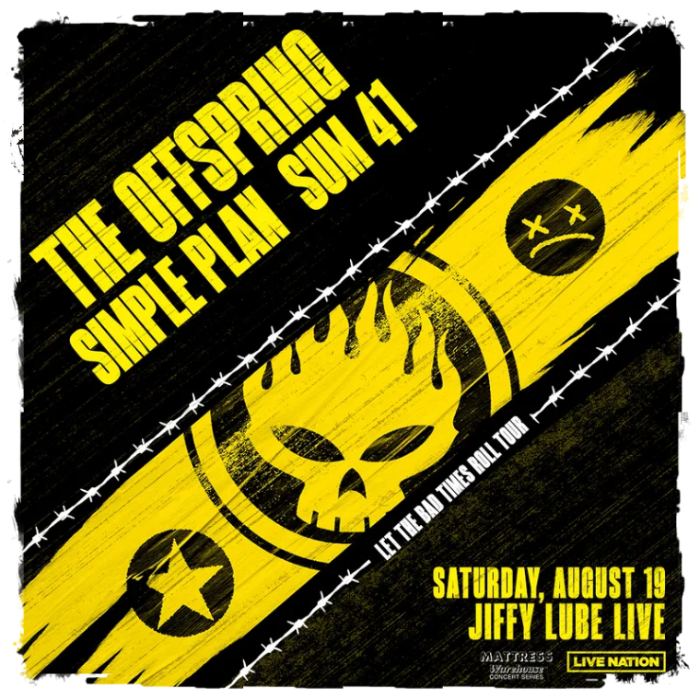 THE OFFSPRING
SIMPLE PLAN SUM 41
LET THE BAD TIMES ROLL TOUR
SATURDAY, AUGUST 19
JIFFY LUBE LIVE
MATTRESS
Warehouse
CONCERT SERIES
LIVE NATION